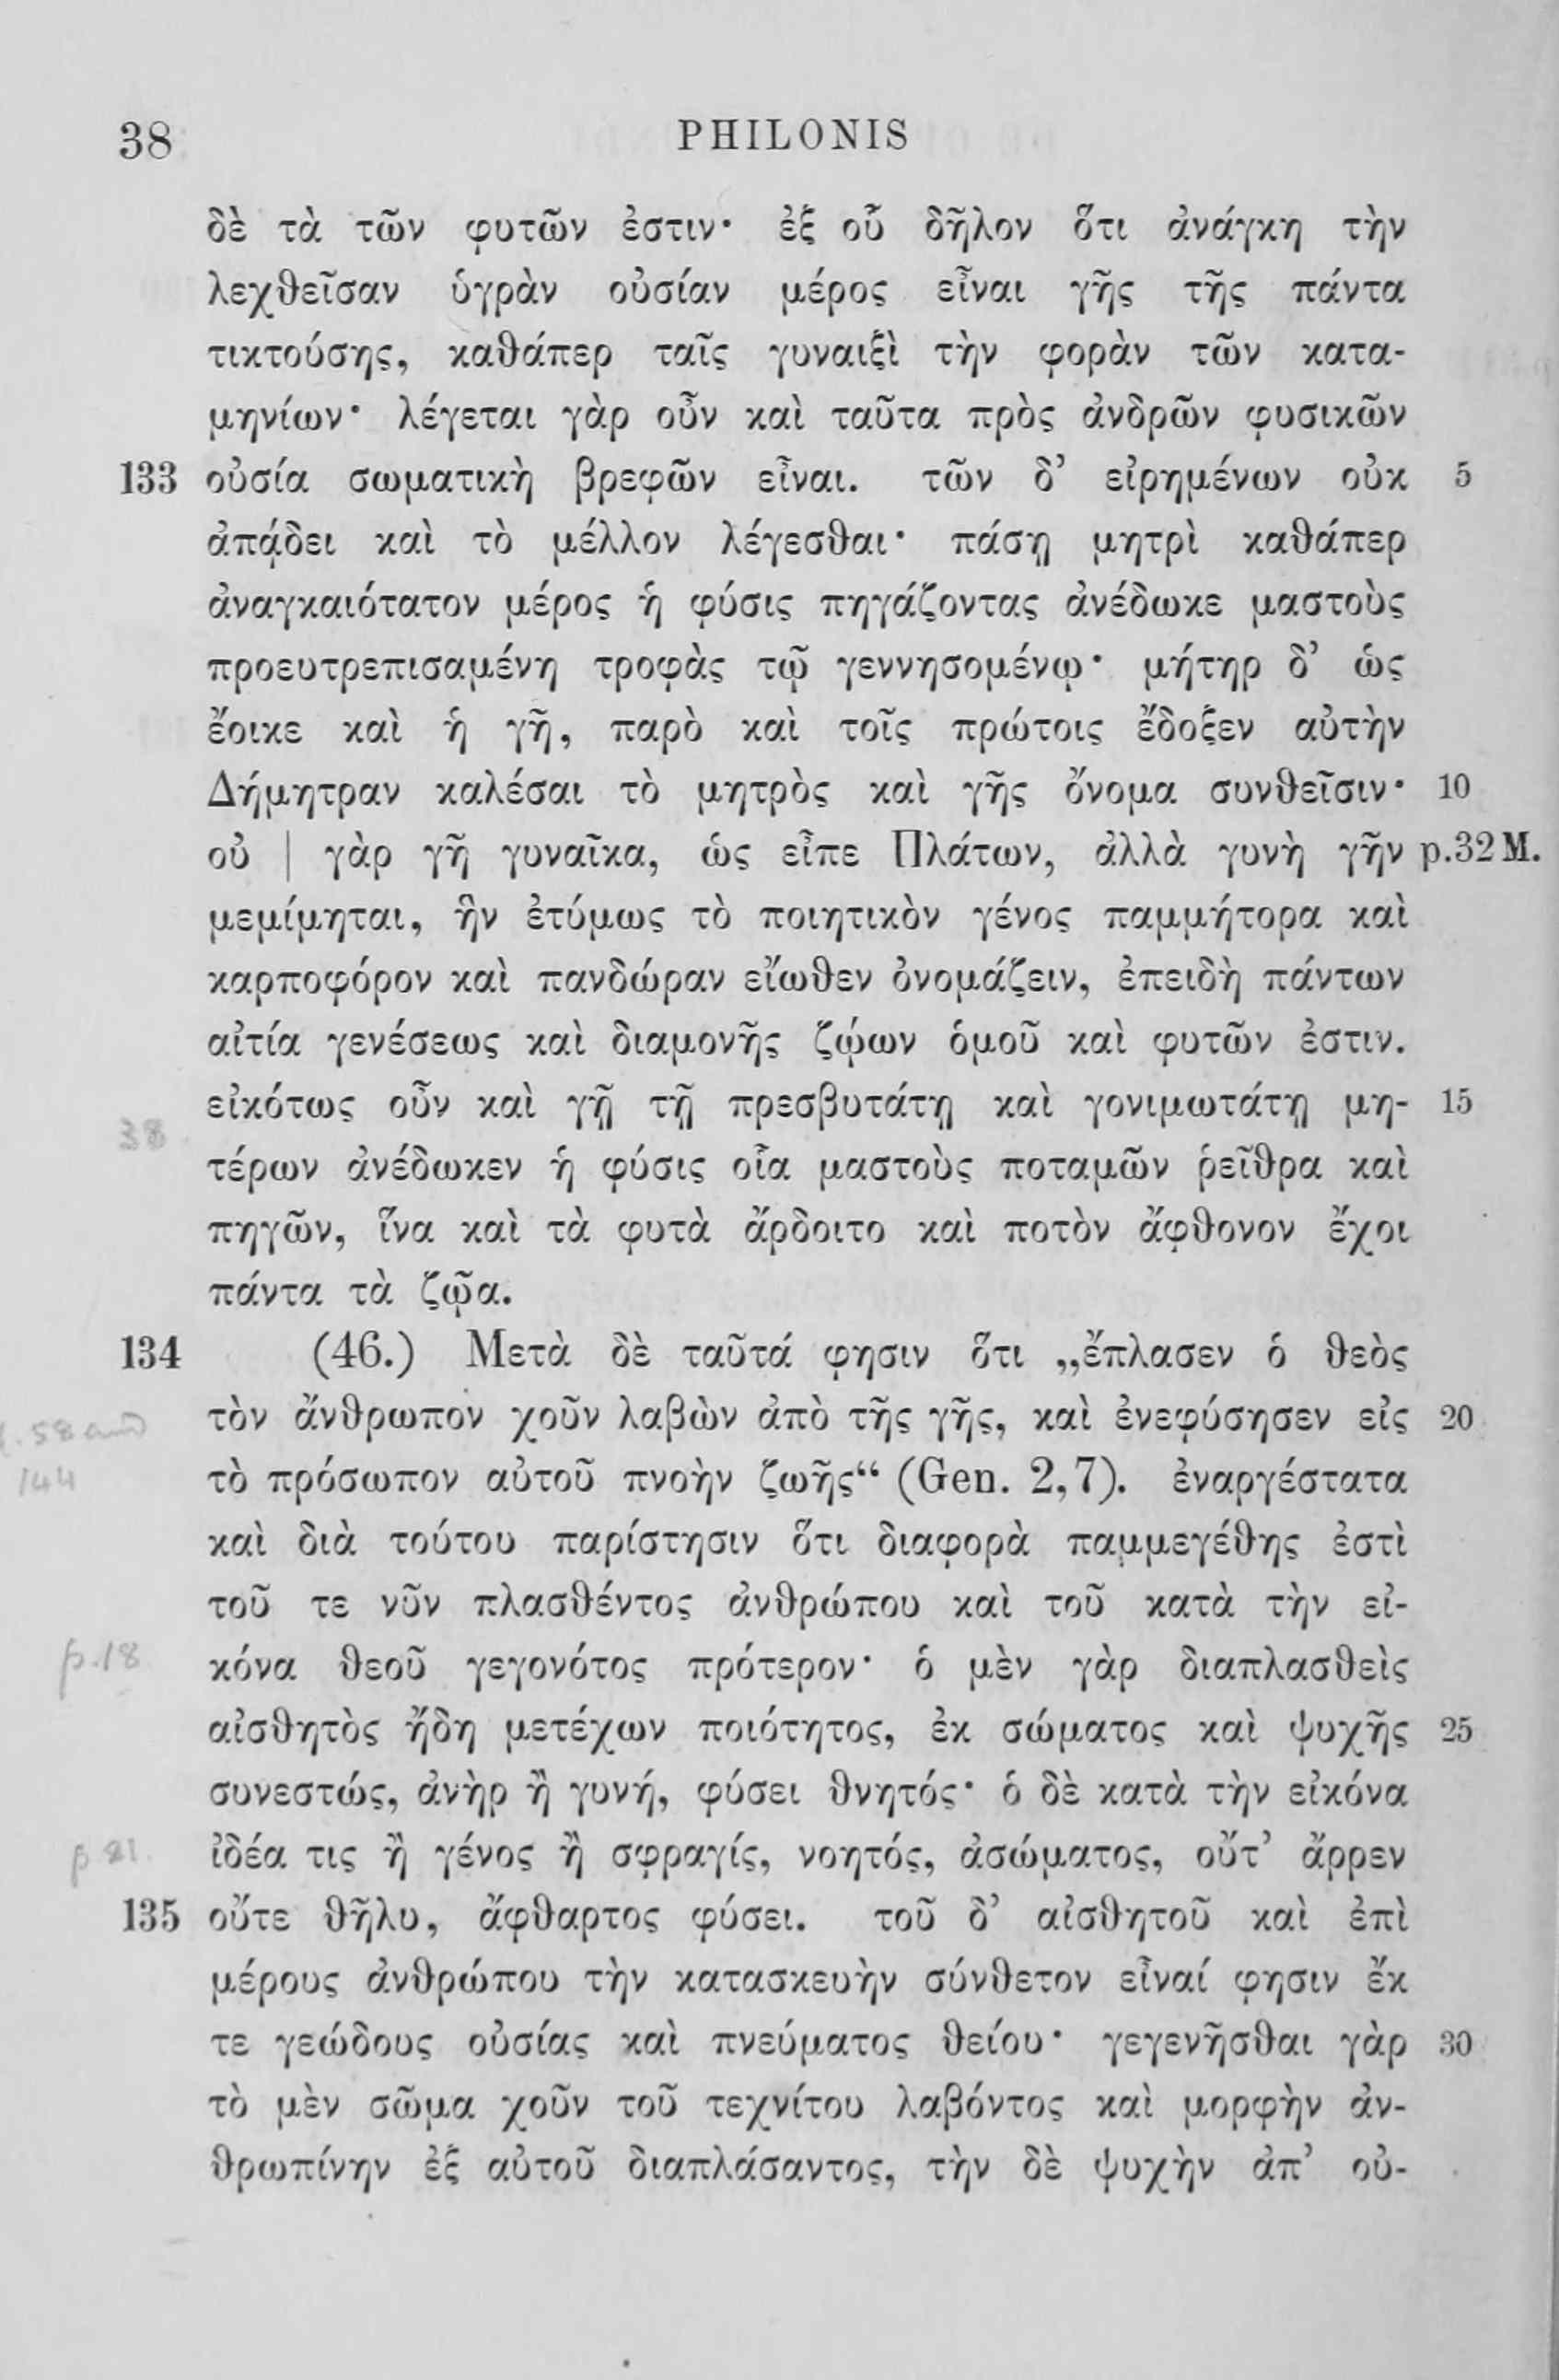 38 PHILONIS
δὲ τὰ τῶν φυτῶν ἐστιν· ἐξ οὗ δῆλον ὅτι ἀνάγκη τὴν
λεχθεῖσαν ὑγρὰν οὐσίαν μέρος εἶναι γῆς τῆς πάντα
τικτούσης, καθάπερ ταῖς γυναιξὶ τὴν φορὰν τῶν κατα-
μηνίων· λέγεται γὰρ οὖν καὶ ταῦτα πρὸς ἀνδρῶν φυσικῶν
133 οὐσία σωματικὴ βρεφῶν εἶναι. τῶν δ’ εἰρημένων οὐκ 5
ἀπᾴδει καὶ τὸ μέλλον λέγεσθαι· πάσῃ μητρὶ καθάπερ
ἀναγκαιότατον μέρος ἡ φύσις πηγάζοντας ἀνέδωκε μαστοὺς
προευτρεπισαμένη τροφὰς τῷ γεννησομένῳ· μήτηρ δ’ ὡς
ἔοικε καὶ ἡ γῆ, παρὸ καὶ τοῖς πρώτοις ἔδοξεν αὐτὴν
Δήμητραν καλέσαι τὸ μητρὸς καὶ γῆς ὄνομα συνθεῖσιν· 10
οὐ | γὰρ γῆ γυναῖκα, ὡς εἶπε Πλάτων, ἀλλὰ γυνὴ γῆν p.32 M.
μεμίμηται, ἣν ἐτύμως τὸ ποιητικὸν γένος παμμήτορα καὶ
καρποφόρον καὶ πανδώραν εἴωθεν ὀνομάζειν, ἐπειδὴ πάντων
αἰτία γενέσεως καὶ διαμονῆς ζῴων ὁμοῦ καὶ φυτῶν ἐστιν.
εἰκότως οὖν καὶ γῇ τῇ πρεσβυτάτῃ καὶ γονιμωτάτῃ μη- 15
38
τέρων ἀνέδωκεν ἡ φύσις οἷα μαστοὺς ποταμῶν ῥεῖθρα καὶ
πηγῶν, ἵνα καὶ τὰ φυτὰ ἄρδοιτο καὶ ποτὸν ἄφθονον ἔχοι
πάντα τὰ ζῷα.
134 (46.) Μετὰ δὲ ταῦτά φησιν ὅτι „ἔπλασεν ὁ θεὸς
τὸν ἄνθρωπον χοῦν λαβὼν ἀπὸ τῆς γῆς, καὶ ἐνεφύσησεν εἰς 20
144 τὸ πρόσωπον αὐτοῦ πνοὴν ζωῆς“ (Gen. 2,7). ἐναργέστατα
καὶ διὰ τούτου παρίστησιν ὅτι διαφορὰ παμμεγέθης ἐστὶ
τοῦ τε νῦν πλασθέντος ἀνθρώπου καὶ τοῦ κατὰ τὴν εἰ-
p.18 κόνα θεοῦ γεγονότος πρότερον· ὁ μὲν γὰρ διαπλασθεὶς
αἰσθητὸς ἤδη μετέχων ποιότητος, ἐκ σώματος καὶ ψυχῆς 25
συνεστώς, ἀνὴρ ἢ γυνή, φύσει θνητός· ὁ δὲ κατὰ τὴν εἰκόνα
ἰδέα τις ἢ γένος ἢ σφραγίς, νοητός, ἀσώματος, οὔτ’ ἄρρεν
135 οὔτε θῆλυ, ἄφθαρτος φύσει. τοῦ δ’ αἰσθητοῦ καὶ ἐπὶ
μέρους ἀνθρώπου τὴν κατασκευὴν σύνθετον εἶναί φησιν ἔκ
τε γεώδους οὐσίας καὶ πνεύματος θείου· γεγενῆσθαι γὰρ 30
τὸ μὲν σῶμα χοῦν τοῦ τεχνίτου λαβόντος καὶ μορφὴν ἀν-
θρωπίνην ἐξ αὐτοῦ διαπλάσαντος, τὴν δὲ ψυχὴν ἀπ’ οὐ-